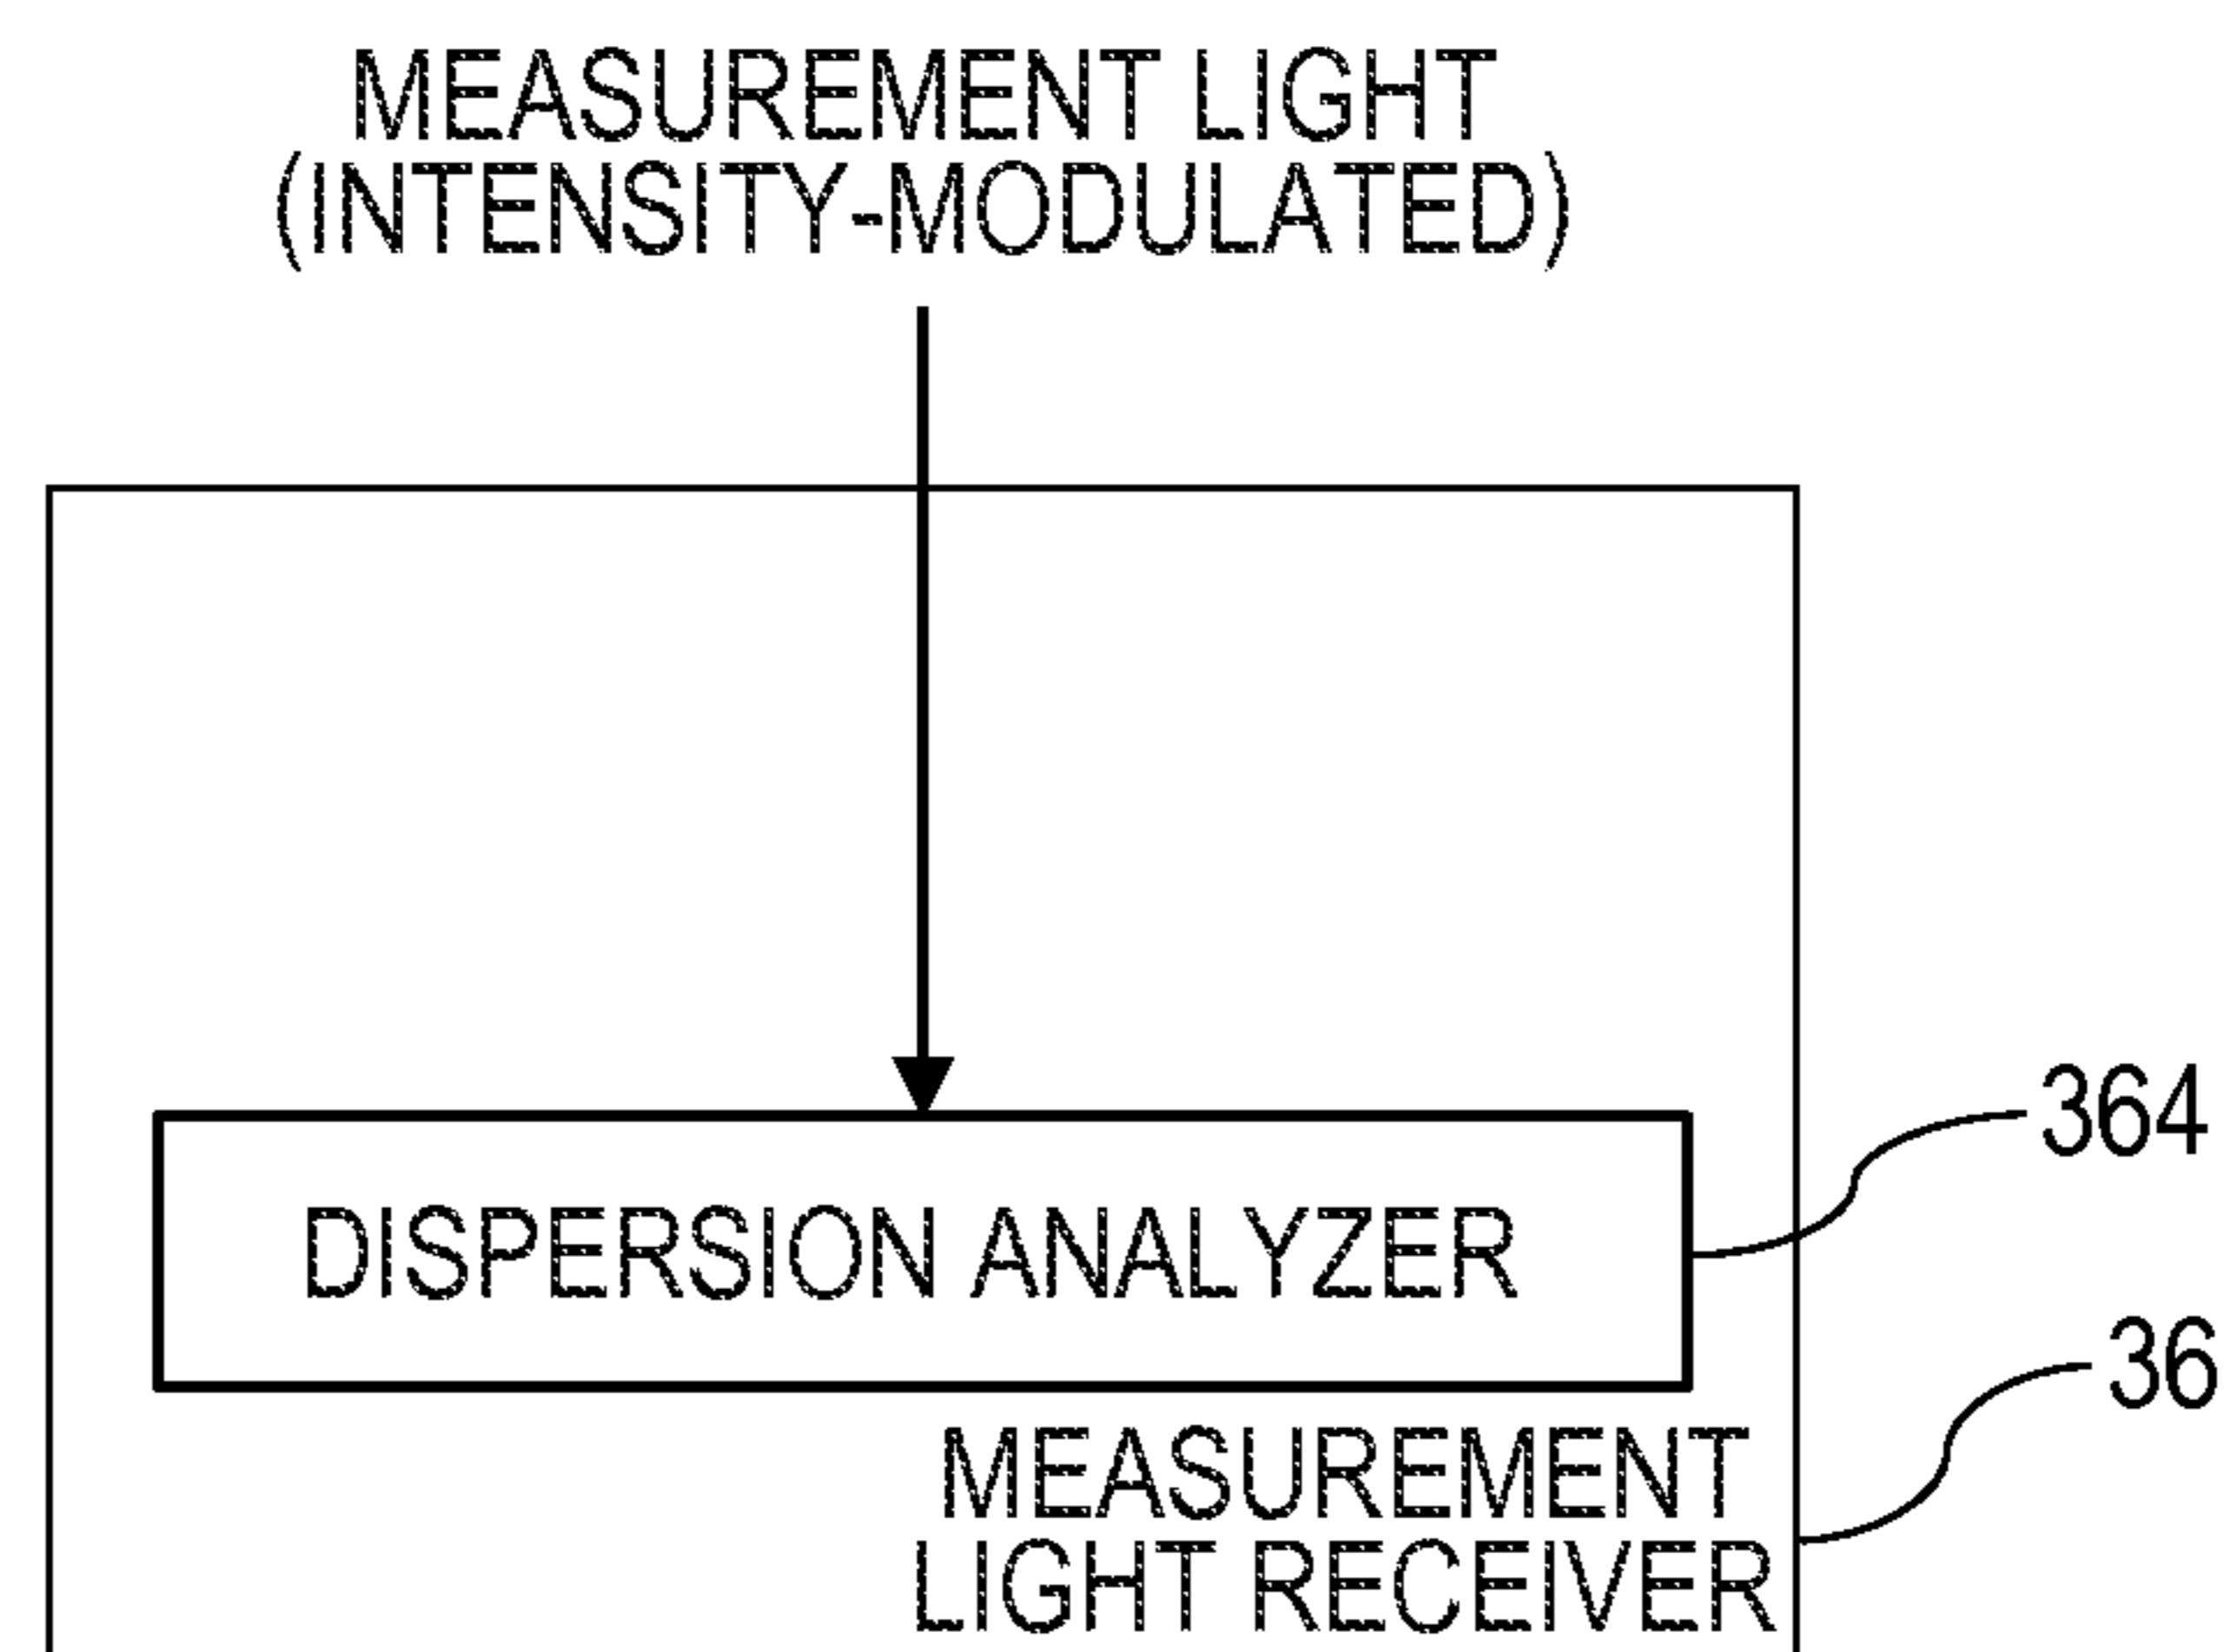 MEASUREMENT LIGHT
(INTENSITY-MODULATED)
364
DISPERSION ANALYZER
36
MEASUREMENT
LIGHT RECEIVER